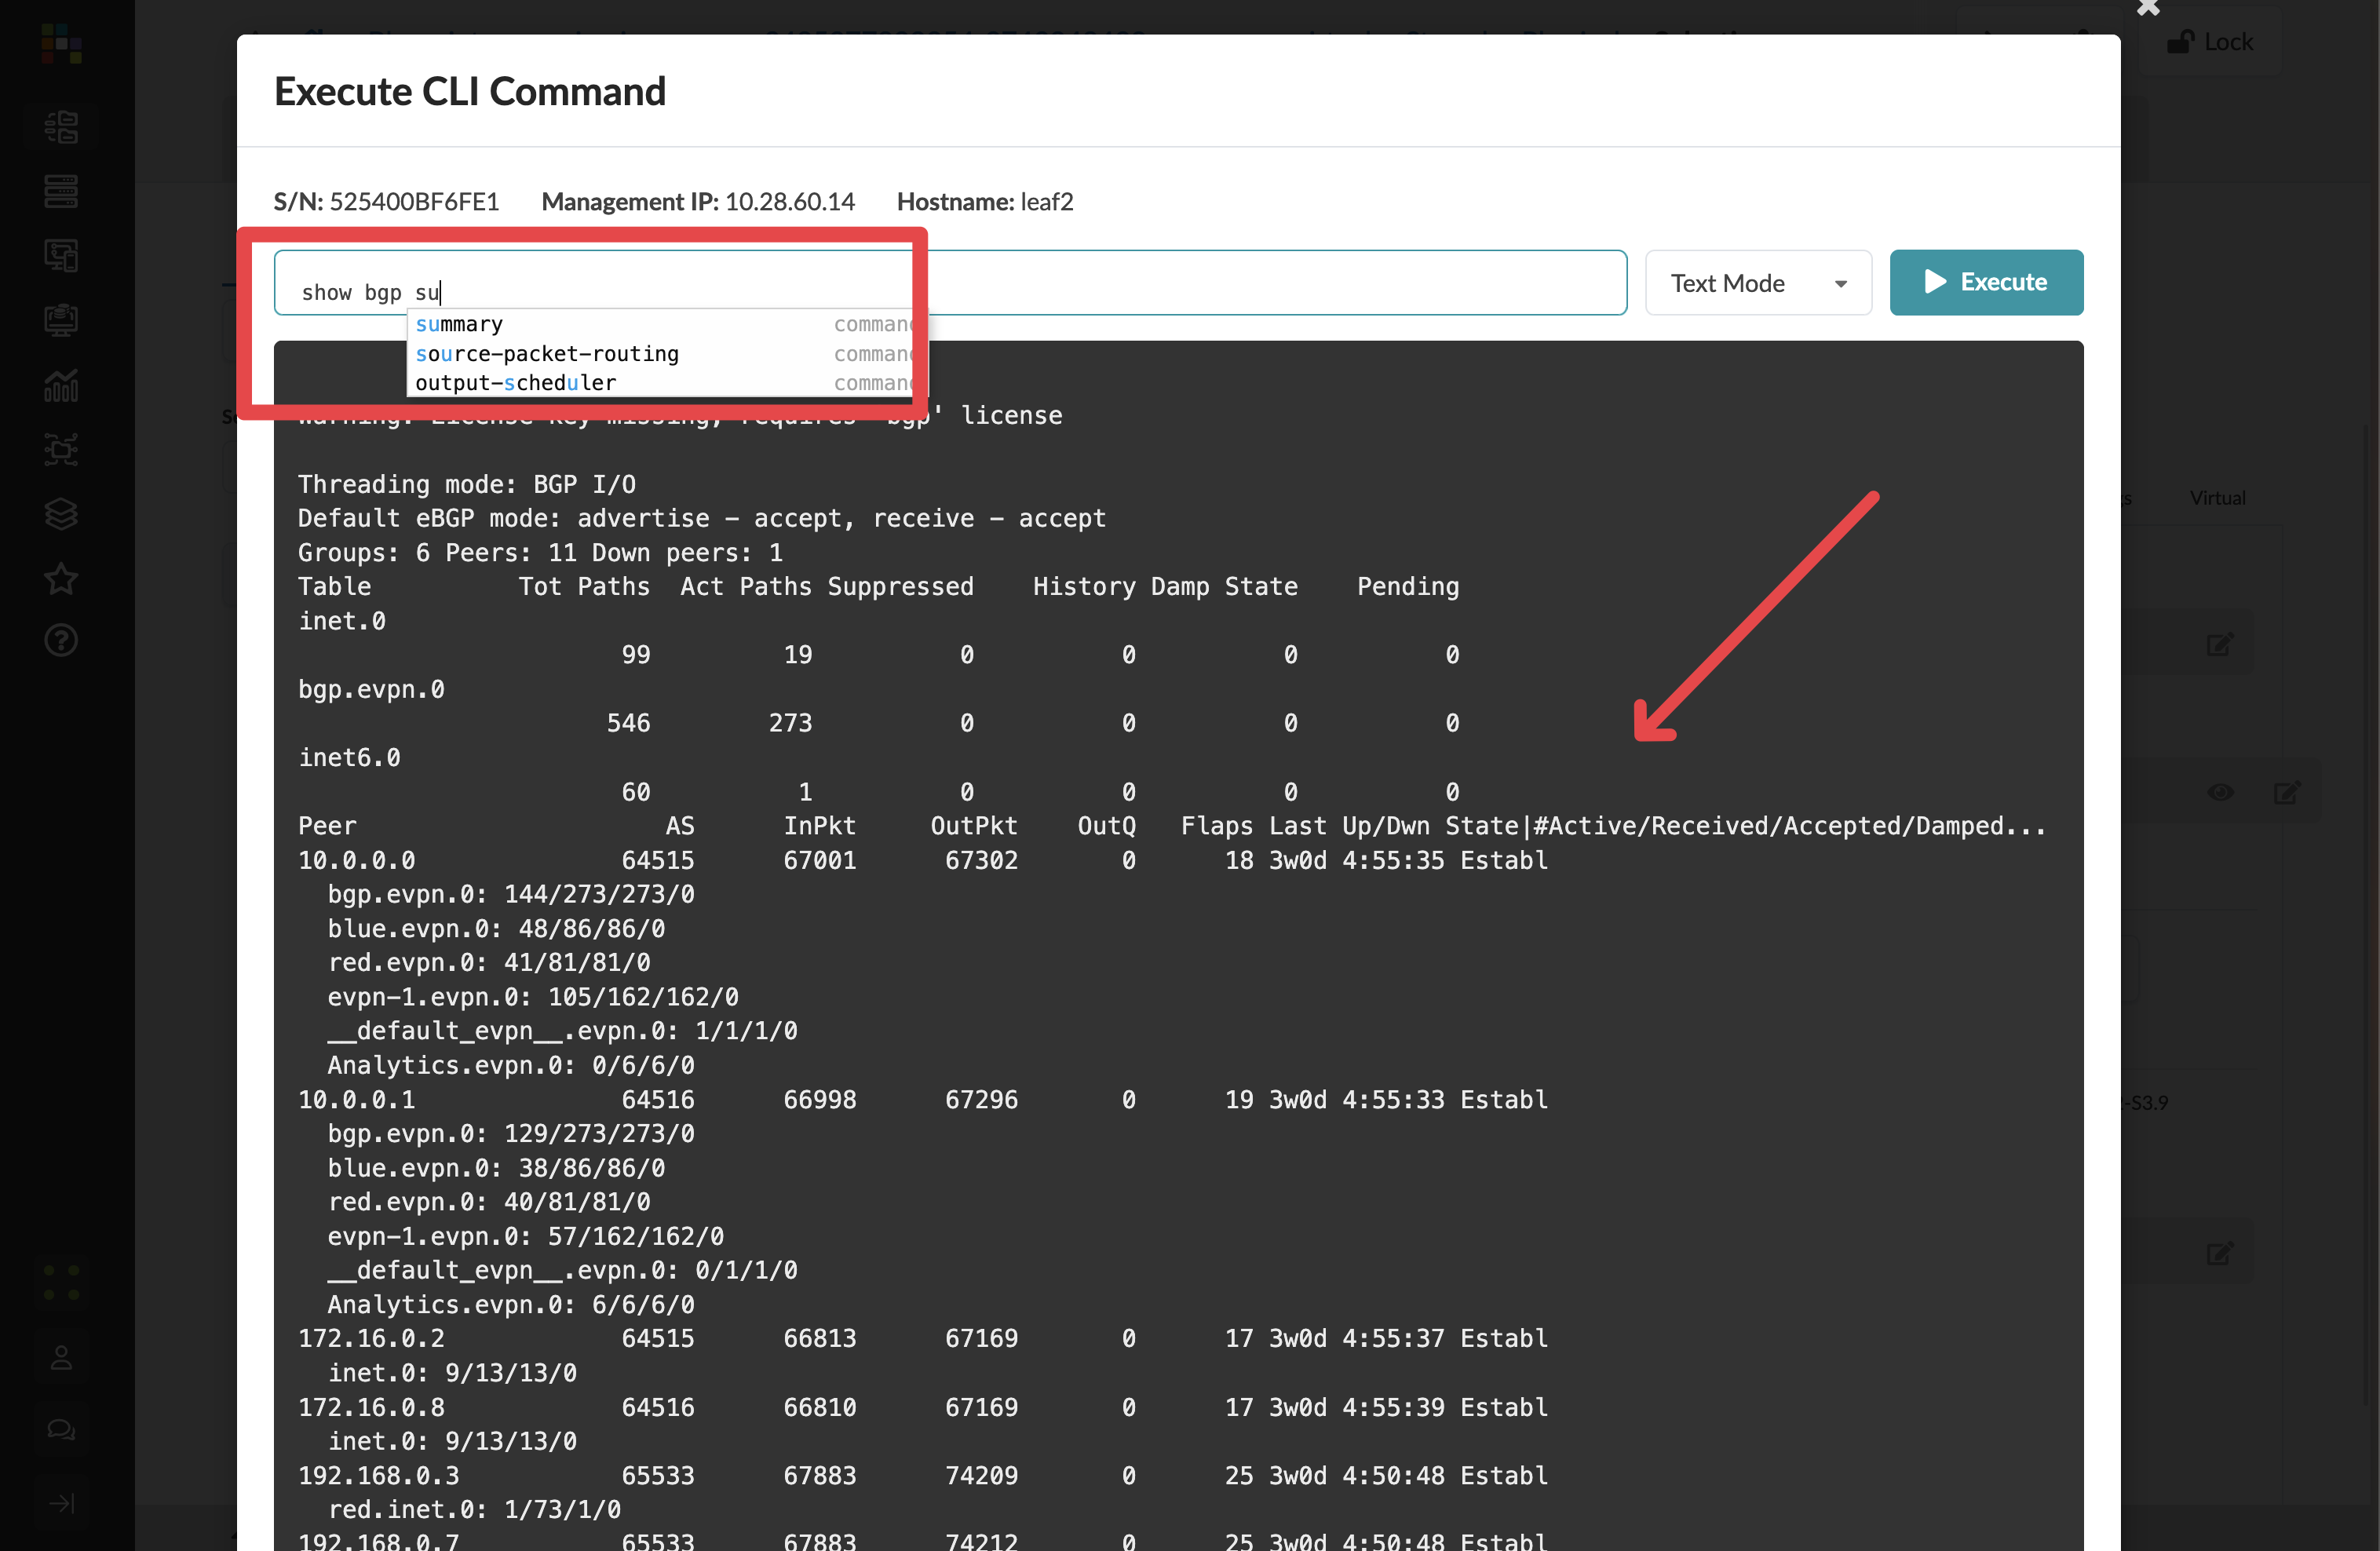 Lock
Execute CLI Command
S/N: 525400BF6FE1 Management IP: 10.28.60.14 Hostname: leaf2
show bgp su
Text Mode
Execute
summary command
source-packet-routing command
output-scheduler command
Warning: License key missing; requires 'bgp' license
Threading mode: BGP I/O
Default eBGP mode: advertise - accept, receive - accept
Groups: 6 Peers: 11 Down peers: 1
Table Tot Paths Act Paths Suppressed History Damp State Pending
inet.0
99 19 0 0 0 0
bgp.evpn.0
546 273 0 0 0 0
inet6.0
60 1 0 0 0 0
Peer AS InPkt OutPkt OutQ Flaps Last Up/Dwn State|#Active/Received/Accepted/Damped...
10.0.0.0 64515 67001 67302 0 18 3w0d 4:55:35 Establ
bgp.evpn.0: 144/273/273/0
blue.evpn.0: 48/86/86/0
red.evpn.0: 41/81/81/0
evpn-1.evpn.0: 105/162/162/0
__default_evpn__.evpn.0: 1/1/1/0
Analytics.evpn.0: 0/6/6/0
10.0.0.1 64516 66998 67296 0 19 3w0d 4:55:33 Establ
bgp.evpn.0: 129/273/273/0
blue.evpn.0: 38/86/86/0
red.evpn.0: 40/81/81/0
evpn-1.evpn.0: 57/162/162/0
__default_evpn__.evpn.0: 0/1/1/0
Analytics.evpn.0: 6/6/6/0
172.16.0.2 64515 66813 67169 0 17 3w0d 4:55:37 Establ
inet.0: 9/13/13/0
172.16.0.8 64516 66810 67169 0 17 3w0d 4:55:39 Establ
inet.0: 9/13/13/0
192.168.0.3 65533 67883 74209 0 25 3w0d 4:50:48 Establ
red.inet.0: 1/73/1/0
192.168.0.7 65533 67883 74212 0 25 3w0d 4:50:48 Establ
Virtual
-S3.9